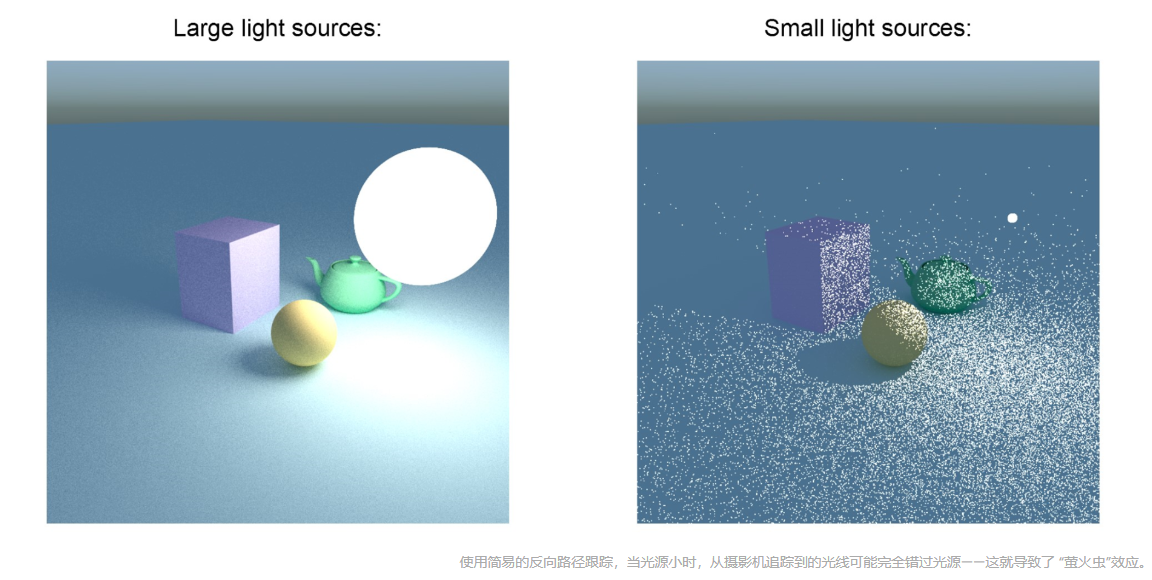 Large light sources:
Small light sources:
使用简易的反向路径跟踪，当光源小时，从摄影机追踪到的光线可能完全错过光源——这就导致了 “萤火虫”效应。